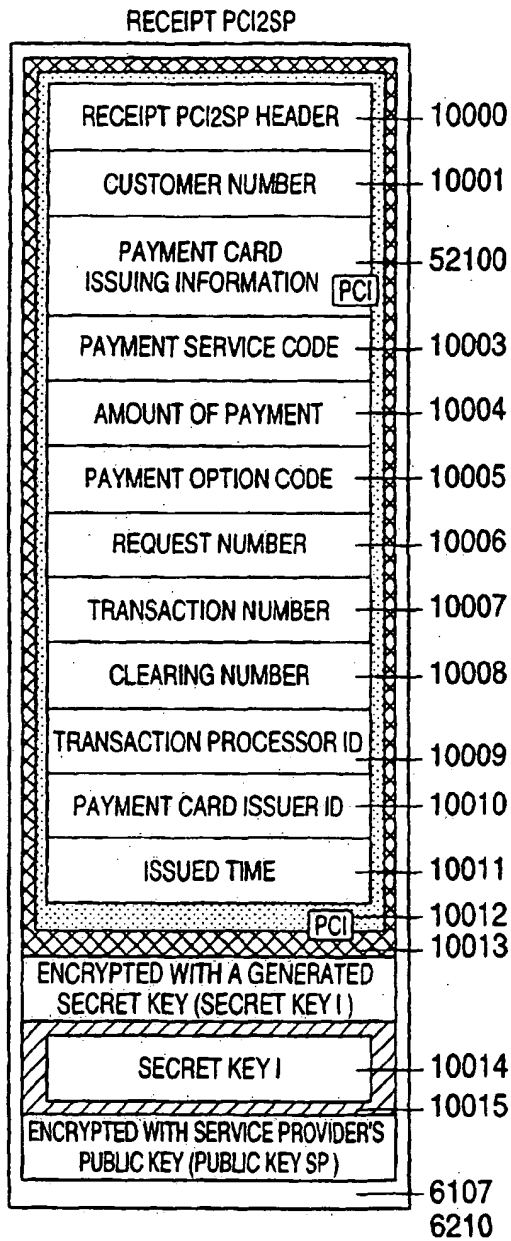 RECEIPT PCI2SP
RECEIPT PCI2SP HEADER 10000
CUSTOMER NUMBER 10001
PAYMENT CARD
ISSUING INFORMATION 52100
PCI
PAYMENT SERVICE CODE 10003
AMOUNT OF PAYMENT 10004
PAYMENT OPTION CODE 10005
REQUEST NUMBER 10006
TRANSACTION NUMBER 10007
CLEARING NUMBER 10008
TRANSACTION PROCESSOR ID 10009
PAYMENT CARD ISSUER ID 10010
ISSUED TIME 10011
PCI 10012
10013
ENCRYPTED WITH A GENERATED
SECRET KEY (SECRET KEY I)
SECRET KEY I 10014
10015
ENCRYPTED WITH SERVICE PROVIDER'S
PUBLIC KEY (PUBLIC KEY SP)
6107
6210